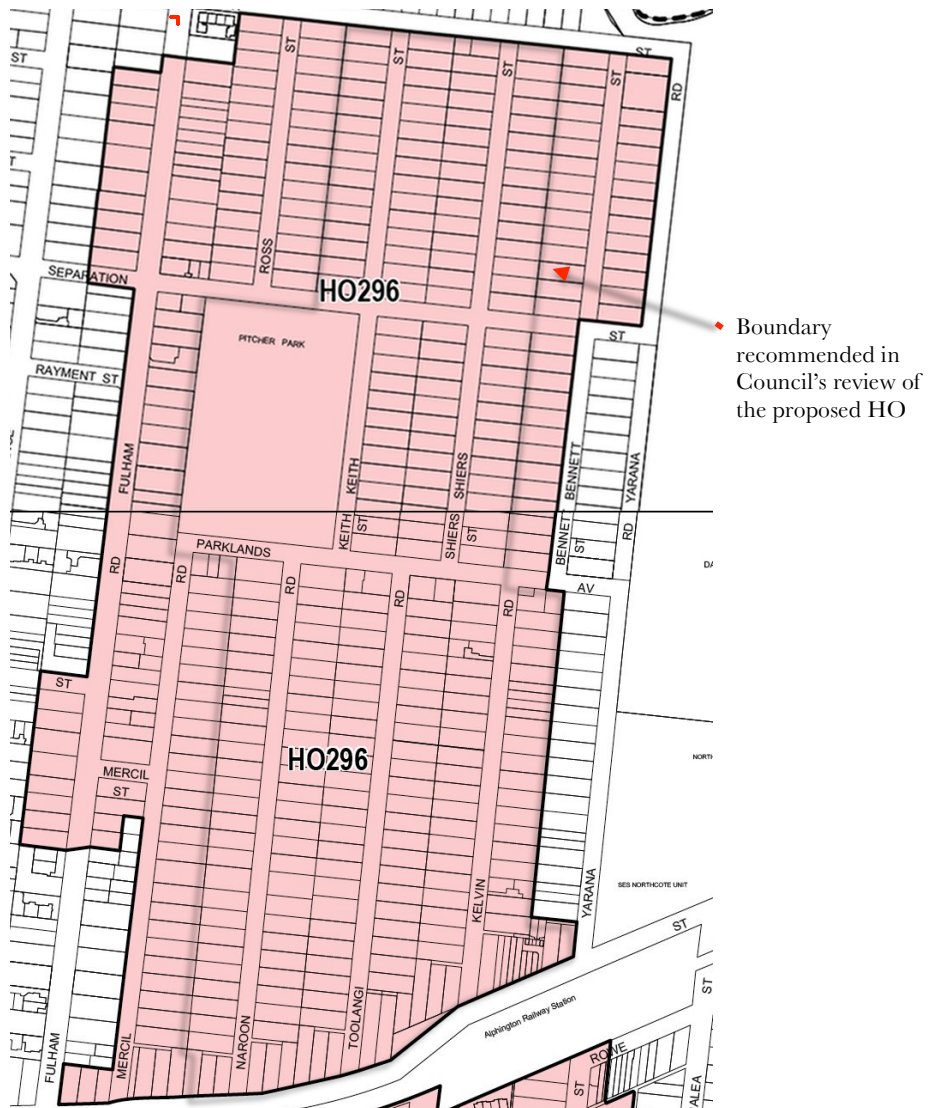 ST
ST
ST
ST
ST
ST
RD
ROSS
SEPARATION
HO296
ST
PITCHER PARK
RAYMENT ST
Boundary
recommended in
Council's review of
the proposed HO
FULHAM
KEITH
SHIERS
BENNETT
YARANA
KEITH
ST
SHIERS
ST
BENNETT
ST
RD
PARKLANDS
RD
RD
RD
RD
RD
AV
ST
HO296
MERCIL
ST
NORTH
SES NORTHCOTE UNIT
KELVIN
YARANA
ST
ST
Alphington Railway Station
FULHAM
MERCIL
NAROON
TOOLANGI
ROWE
ST